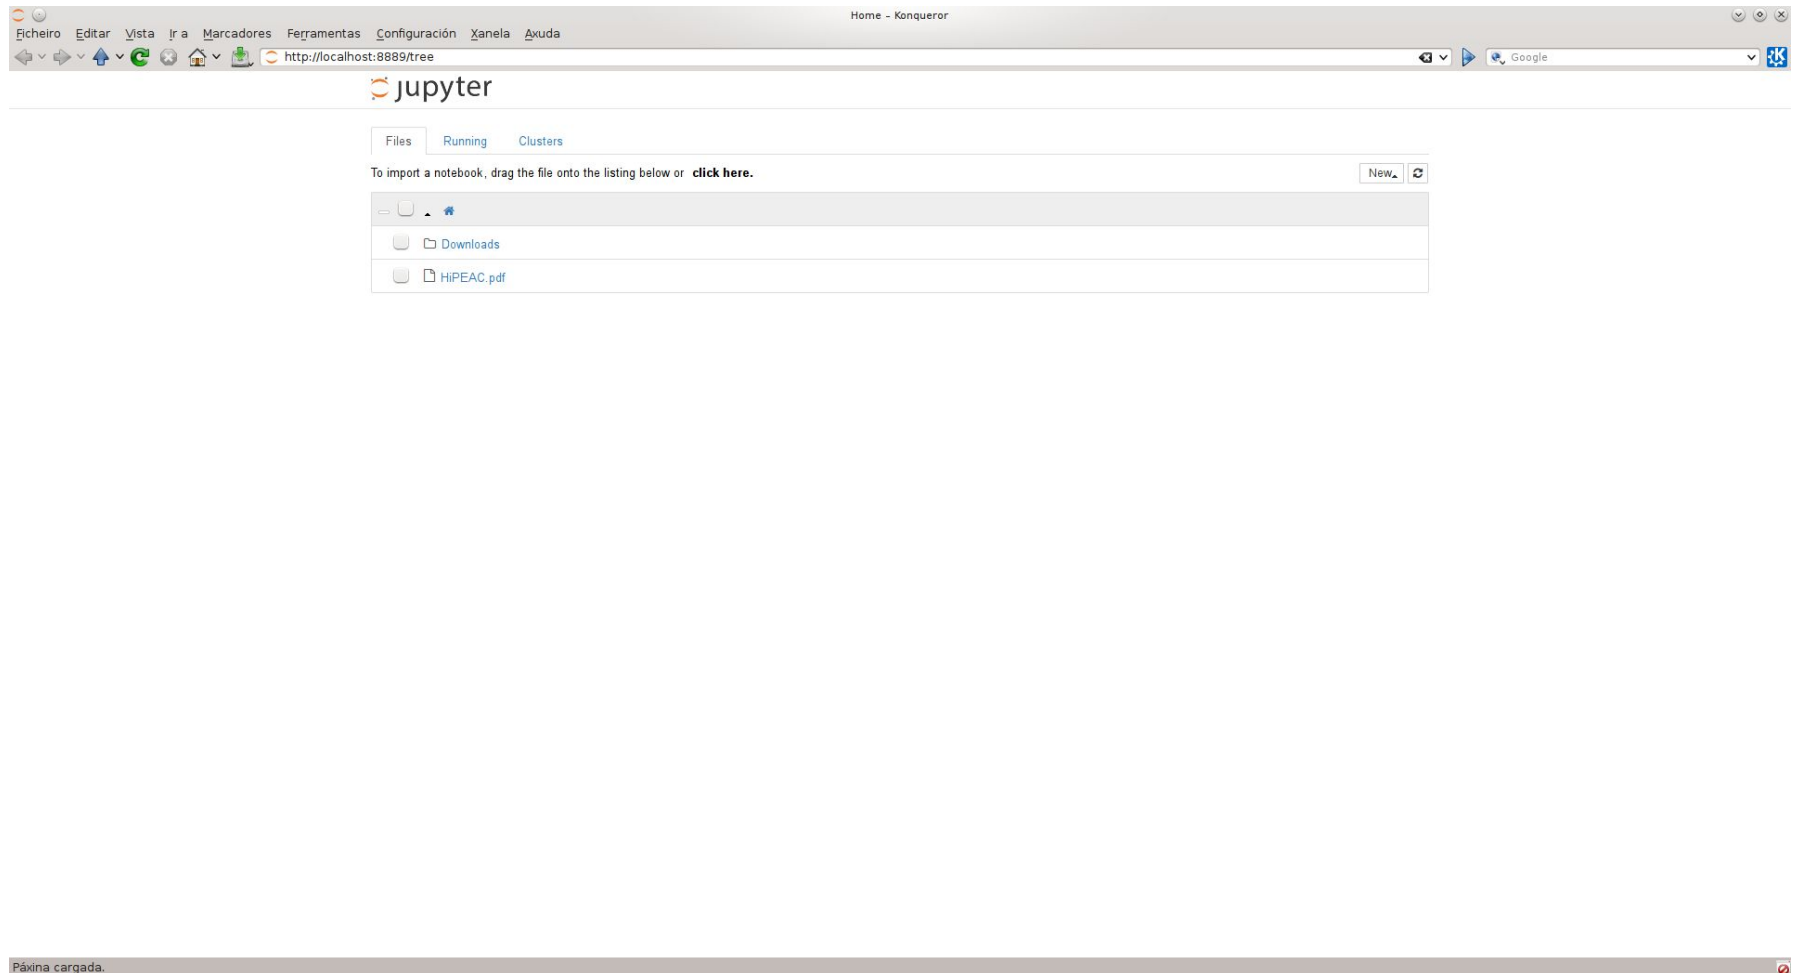 Home – Konqueror
Ficheiro Editar Vista Ir a Marcadores Ferramentas Configuración Xanela Axuda
http://localhost:8889/tree Google
jupyter
Files Running Clusters
To import a notebook, drag the file onto the listing below or click here. New
Downloads
HiPEAC.pdf
Páxina cargada.